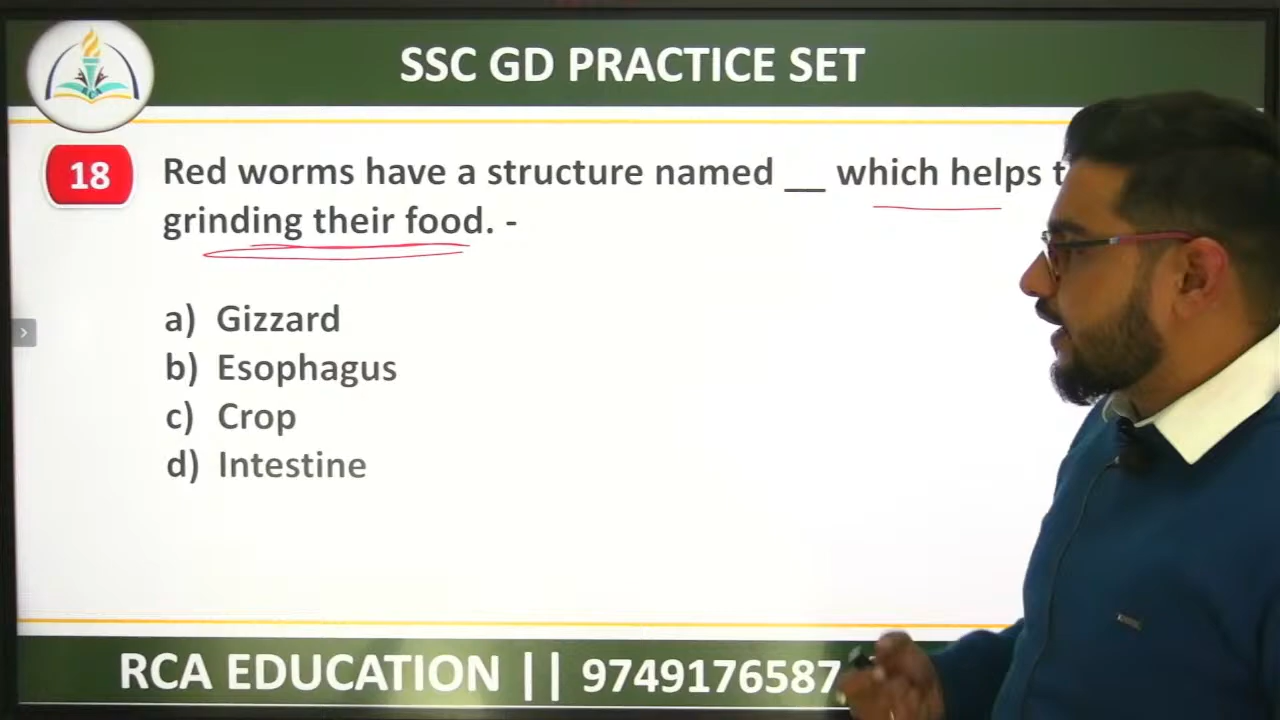 SSC GD PRACTICE SET
18
Red worms have a structure named __ which helps
grinding their food. -
a) Gizzard
b) Esophagus
c) Crop
d) Intestine
RCA EDUCATION || 9749176587